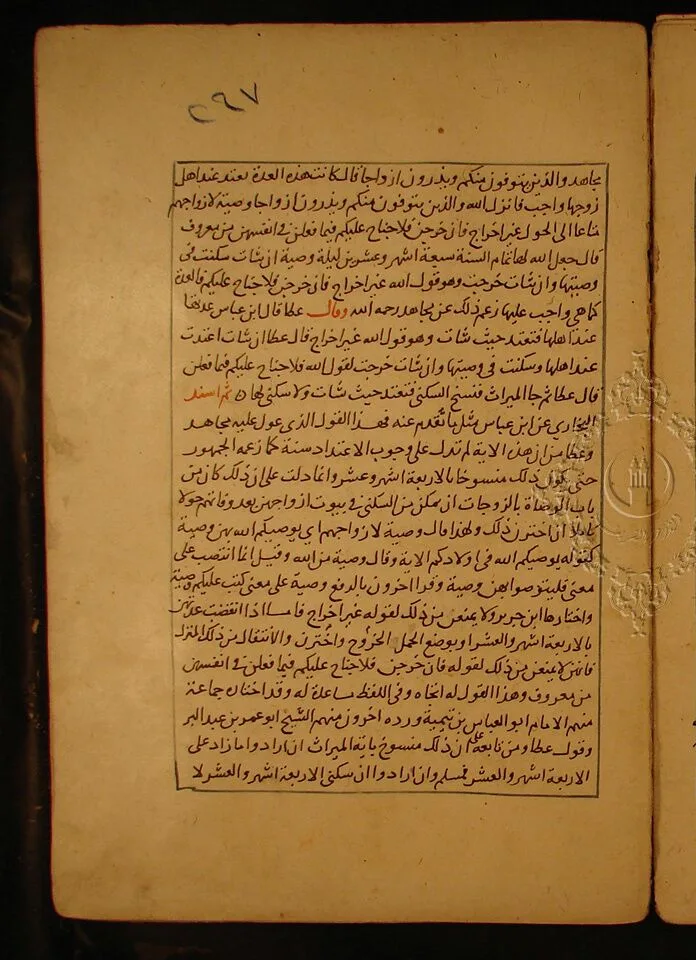 ٢٩٧
مجاهد والذين يتوفون منكم ويذرون ازواجا قال كانت هذه العدة تعتد عند اهل
زوجها واجب فانزل الله والذين يتوفون منكم ويذرون ازواجا وصية لازواجهم
متاعا الى الحول غير اخراج فان خرجن فلا جناح عليكم فيما فعلن في انفسهن من معروف
قال جعل الله لها تمام السنة سبعة اشهر وعشرين ليلة وصية ان شات سكنت في
وصيتها وان شات خرجت وهو قول الله غير اخراج فان خرجن فلا جناح عليكم فالعدة
كما هي واجب عليها زعم ذلك عن مجاهد رحمه الله وقال عطا قال ابن عباس عدتها
عند اهلها فتعتد حيث شات وهو قول الله غير اخراج قال عطا ان شات اعتدت
عند اهلها وسكنت في وصيتها وان شات خرجت لقول الله فلا جناح عليكم فيما فعلن
قال عطا ثم جا الميراث فنسخ السكنى فتعتد حيث شات ولا سكنى لها ثم اسند
البخاري عن ابن عباس مثل ما تقدم عنه فهذا القول الذي عول عليه مجاهد
وعطا من ان هذه الاية لم تدل على وجوب الاعتداد سنة كما زعمه الجمهور
حتى يكون ذلك منسوخا بالاربعة اشهر وعشر وانما دلت على ان ذلك كان من
باب الوصاة بالزوجات ان يمكن من السكنى في بيوت ازواجهن بعد وفاتهم حولا
كاملا ان اخترن ذلك ولهذا قال وصية لازواجهم اي يوصيكم الله بهن وصية
كقوله يوصيكم الله في اولادكم الاية وقال وصية من الله وقيل انما انتصب على
معنى فليتوصوا بهن وصية وقرا اخرون بالرفع وصية على معنى كتب عليكم وصية
واختارها ابن جرير ولا يمنعن من ذلك لقوله غير اخراج فاما اذا انقضت عدتهن
بالاربعة اشهر والعشر او بوضع الحمل الخروج واخترن والانتقال من ذلك المنزل
فانهن لا يمنعن من ذلك لقوله فان خرجن فلا جناح عليكم فيما فعلن في انفسهن
من معروف وهذا القول له اتجاه وفي اللفظ مساعدة له وقد اختاره جماعة
منهم الامام ابو العباس بن تيمية ورده اخرون منهم الشيخ ابو عمر بن عبد البر
وقول عطا ومن تابعه على ان ذلك منسوخ باية الميراث ان ارادوا ما زاد على
الاربعة اشهر والعشر فمسلم وان ارادوا ان سكنى الاربعة اشهر والعشر لا